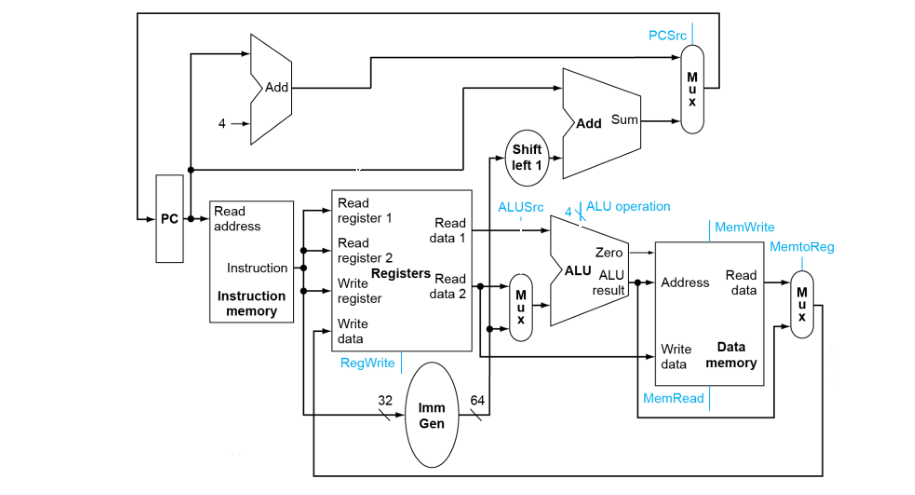 PCSrc
M
u
x
Add
4
Add
Sum
Shift
left 1
PC
Read
address
Instruction
Instruction
memory
Read
register 1
Read
register 2
Write
register
Write
data
Registers
Read
data 1
Read
data 2
RegWrite
ALUSrc
M
u
x
4
ALU operation
Zero
ALU
ALU
result
MemWrite
Address
Read
data
Write
data
Data
memory
MemRead
MemtoReg
M
u
x
32
Imm
Gen
64